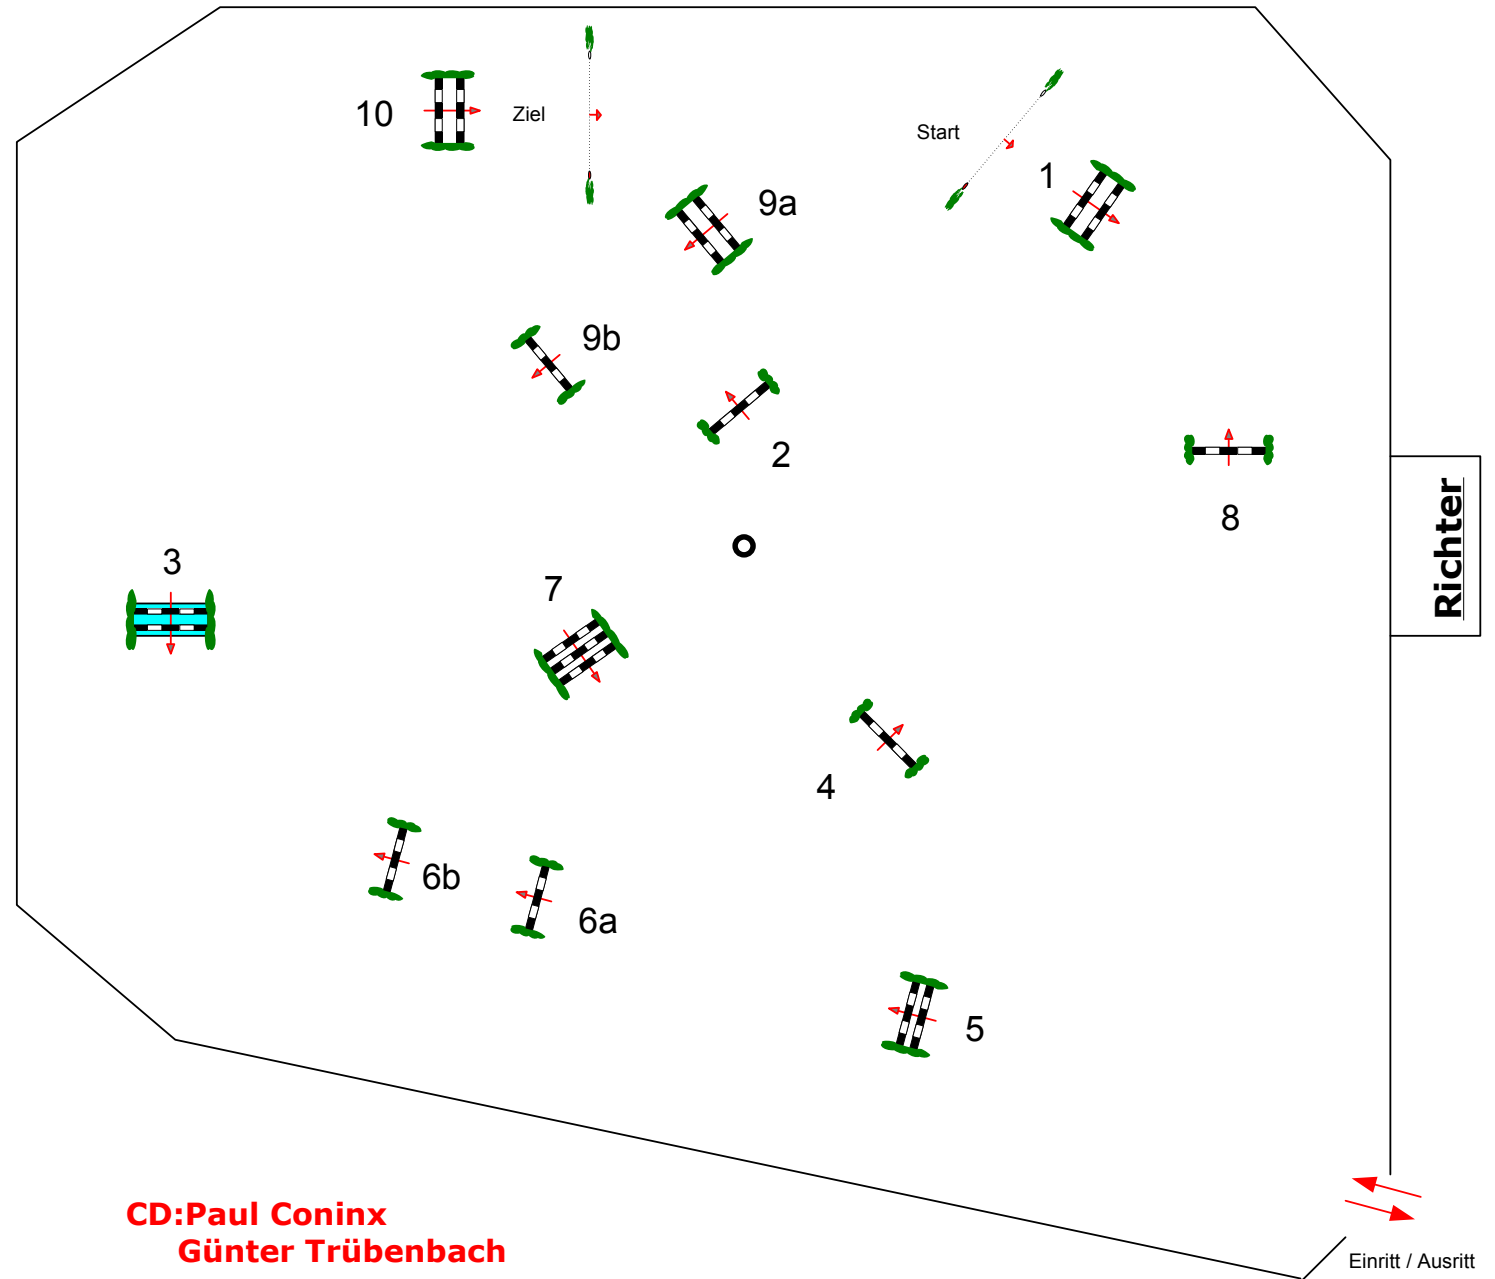 10
Ziel
Start
1
9a
9b
2
8
Richter
3
7
4
6b
6a
5
CD:Paul Coninx
Günter Trübenbach
Einritt / Ausritt